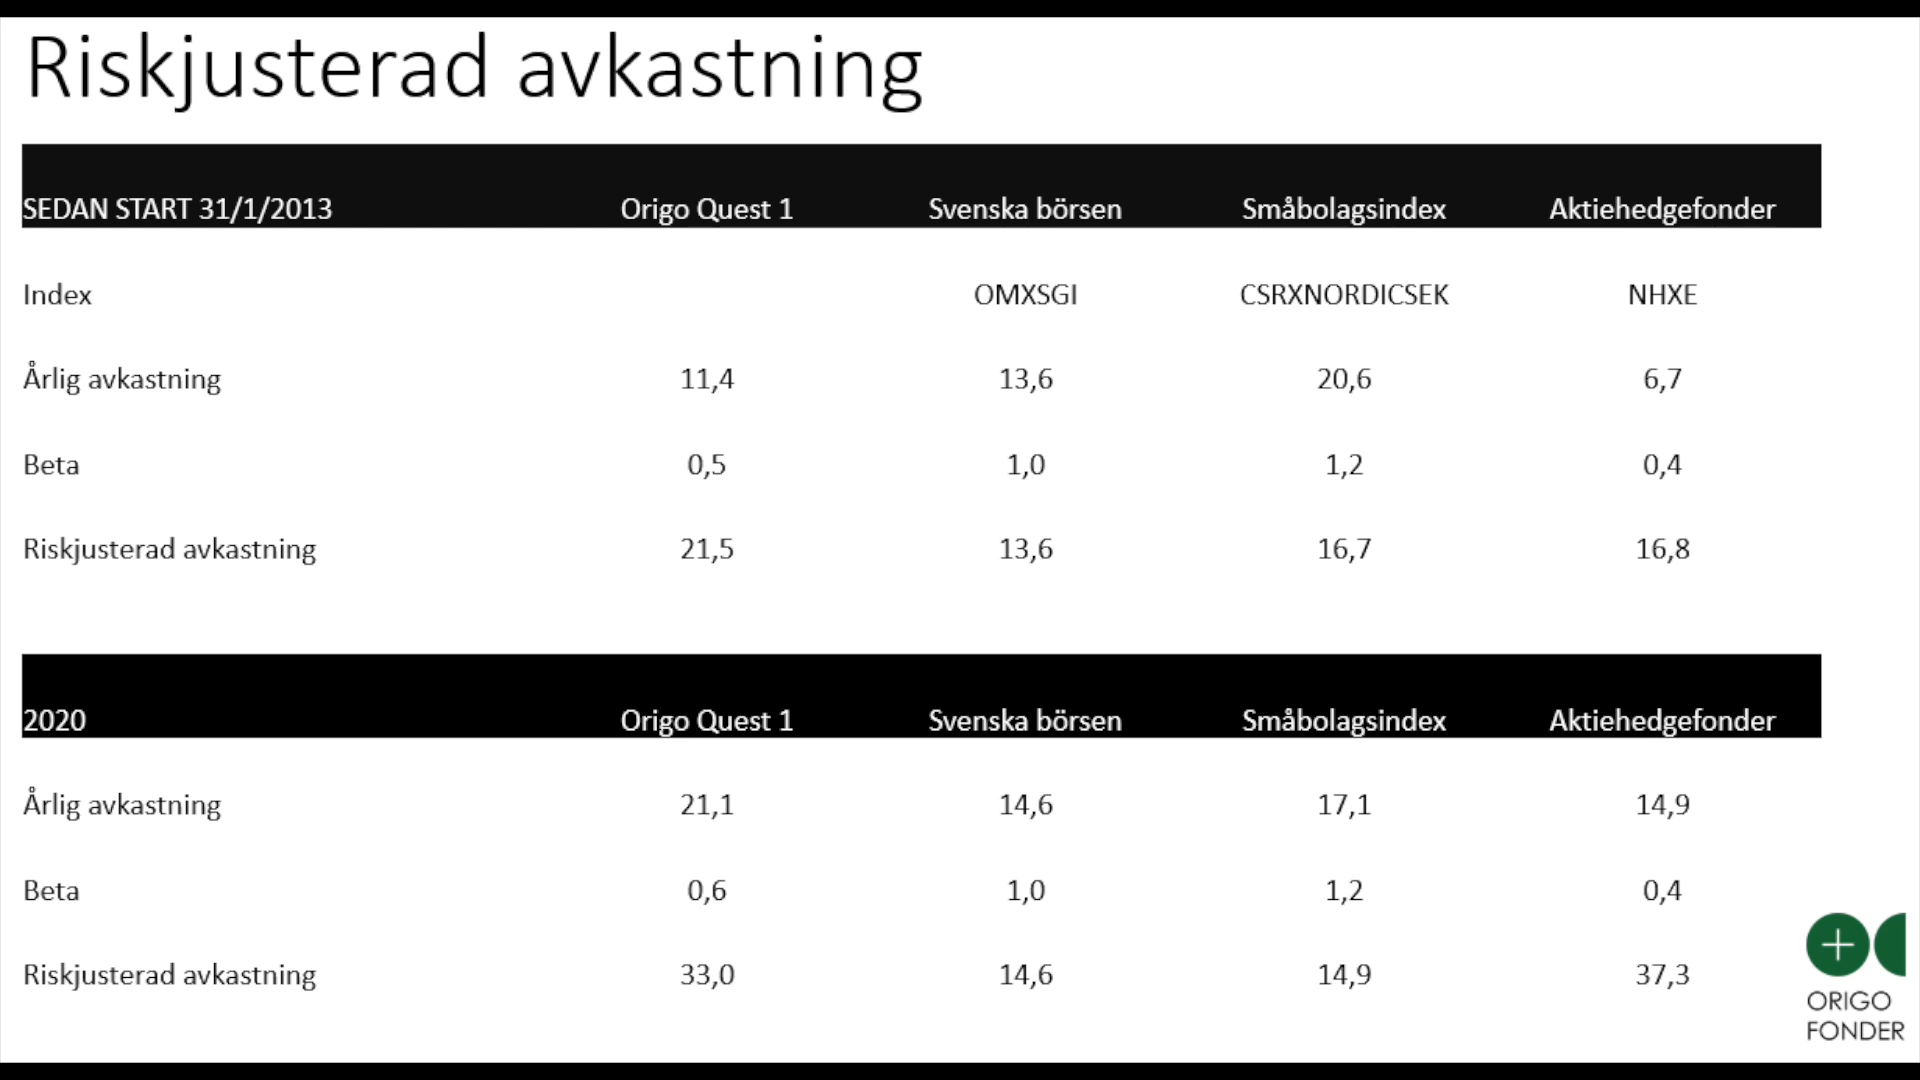 Riskjusterad avkastning
SEDAN START 31/1/2013 Origo Quest 1 Svenska börsen Småbolagsindex Aktiehedgefonder
Index OMXSGI CSRXNORDICSEK NHXE
Årlig avkastning 11,4 13,6 20,6 6,7
Beta 0,5 1,0 1,2 0,4
Riskjusterad avkastning 21,5 13,6 16,7 16,8
2020 Origo Quest 1 Svenska börsen Småbolagsindex Aktiehedgefonder
Årlig avkastning 21,1 14,6 17,1 14,9
Beta 0,6 1,0 1,2 0,4
Riskjusterad avkastning 33,0 14,6 14,9 37,3
ORIGO
FONDER